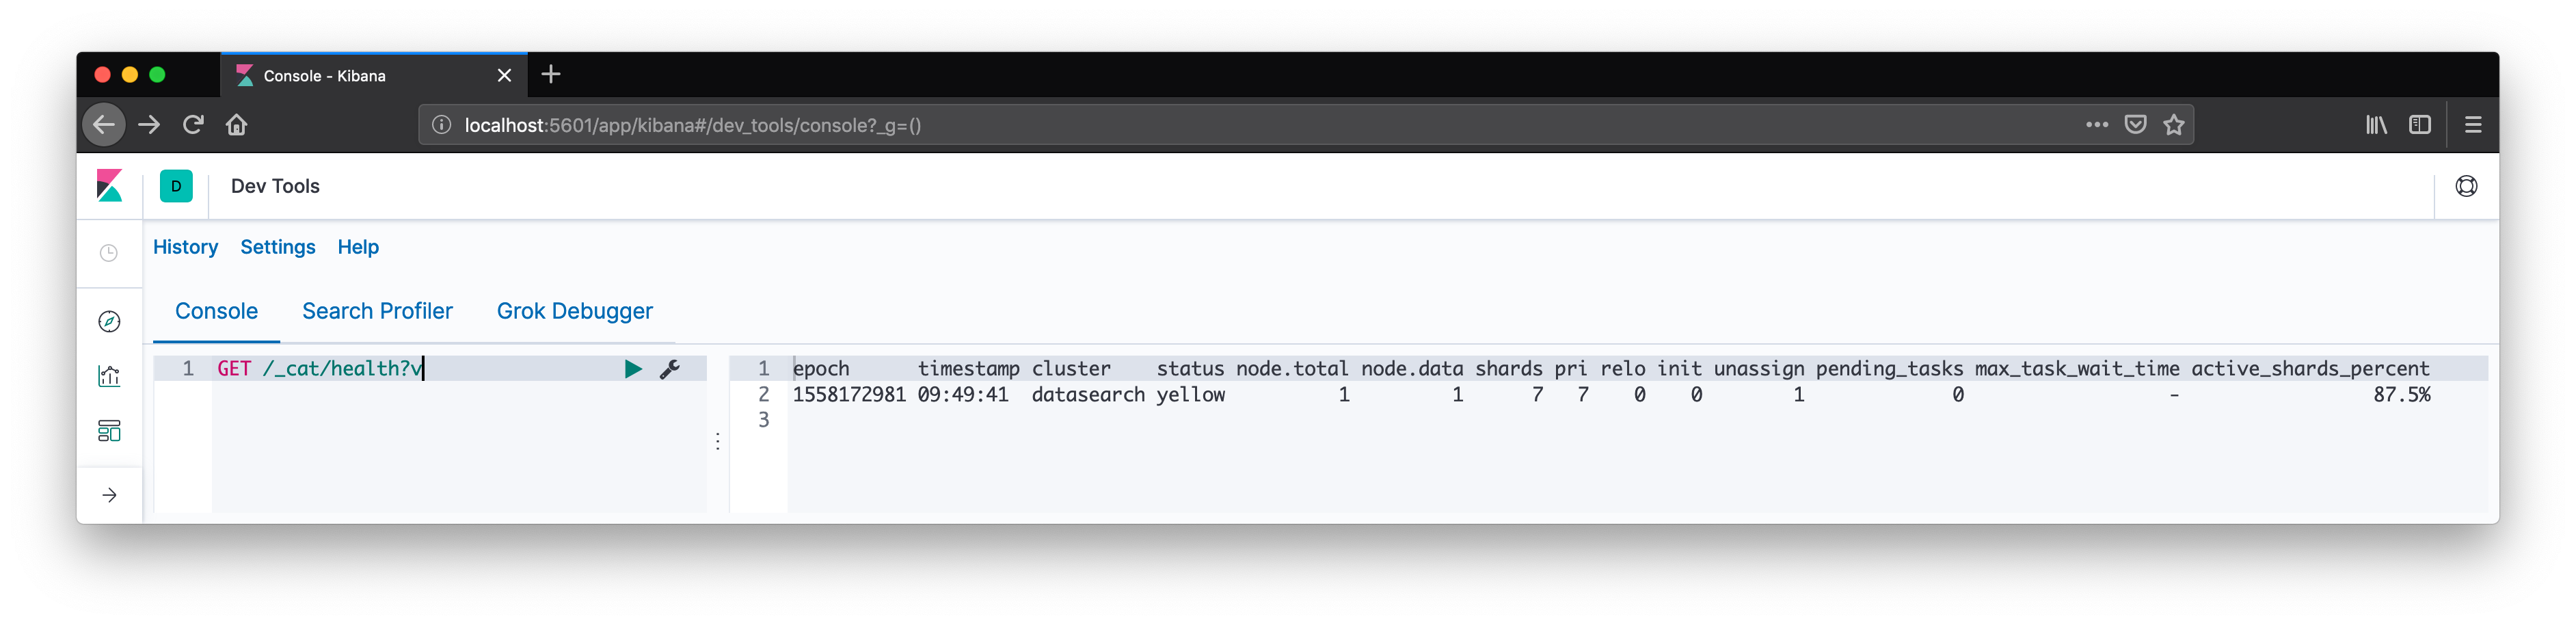 Console - Kibana
localhost:5601/app/kibana#/dev_tools/console?_g=()
D Dev Tools
History Settings Help
Console Search Profiler Grok Debugger
1 GET /_cat/health?v
1 epoch timestamp cluster status node.total node.data shards pri relo init unassign pending_tasks max_task_wait_time active_shards_percent
2 1558172981 09:49:41 datasearch yellow 1 1 7 7 0 0 1 0 - 87.5%
3